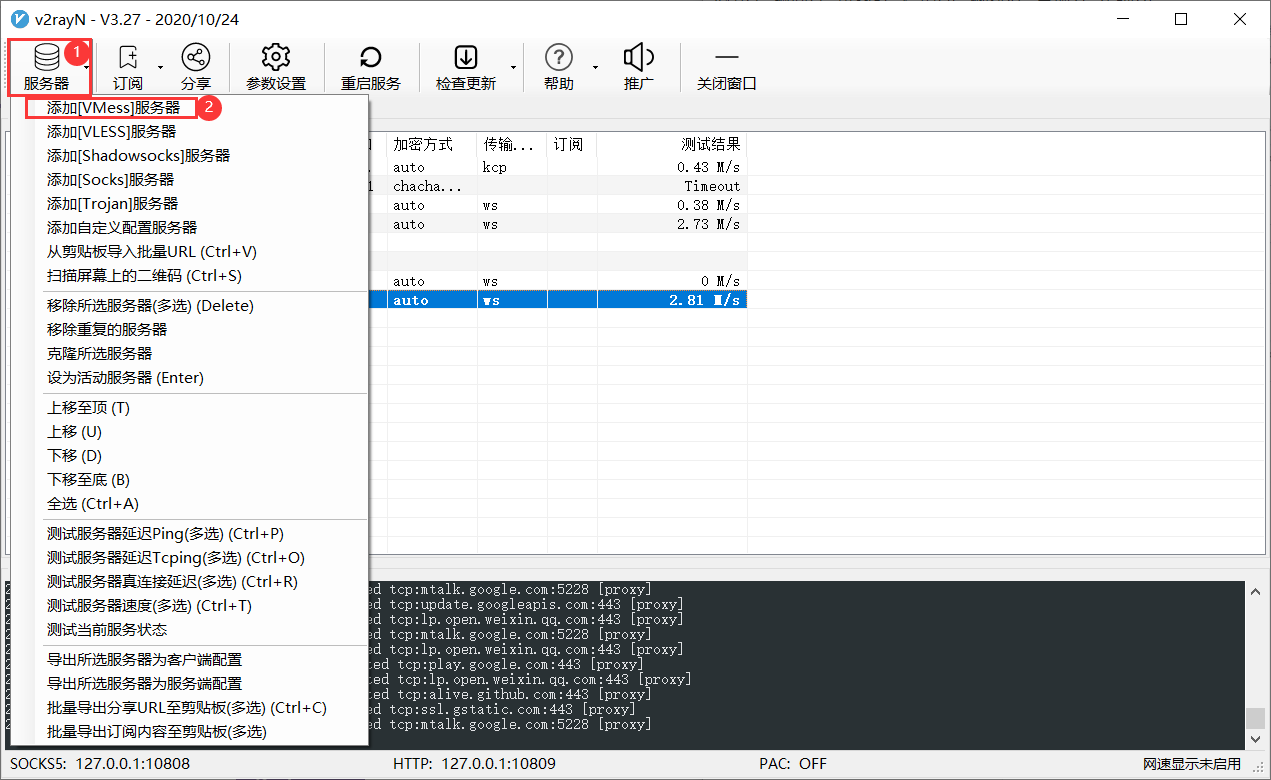 v2rayN - V3.27 - 2020/10/24
服务器 1 订阅 分享 参数设置 重启服务 检查更新 帮助 推广 关闭窗口
添加[VMess]服务器 2
添加[VLESS]服务器
添加[Shadowsocks]服务器
添加[Socks]服务器
添加[Trojan]服务器
添加自定义配置服务器
从剪贴板导入批量URL (Ctrl+V)
扫描屏幕上的二维码 (Ctrl+S)
移除所选服务器(多选) (Delete)
移除重复的服务器
克隆所选服务器
设为活动服务器 (Enter)
上移至顶 (T)
上移 (U)
下移 (D)
下移至底 (B)
全选 (Ctrl+A)
测试服务器延迟Ping(多选) (Ctrl+P)
测试服务器延迟Tcping(多选) (Ctrl+O)
测试服务器真连接延迟(多选) (Ctrl+R)
测试服务器速度(多选) (Ctrl+T)
测试当前服务状态
导出所选服务器为客户端配置
导出所选服务器为服务端配置
批量导出分享URL至剪贴板(多选) (Ctrl+C)
批量导出订阅内容至剪贴板(多选)
加密方式 传输... 订阅 测试结果
auto kcp 0.43 M/s
1 chacha... Timeout
auto ws 0.38 M/s
auto ws 2.73 M/s
auto ws 0 M/s
auto ws 2.81 M/s
ed tcp:mtalk.google.com:5228 [proxy]
ed tcp:update.googleapis.com:443 [proxy]
ed tcp:lp.open.weixin.qq.com:443 [proxy]
ed tcp:mtalk.google.com:5228 [proxy]
ed tcp:lp.open.weixin.qq.com:443 [proxy]
ted tcp:play.google.com:443 [proxy]
ted tcp:lp.open.weixin.qq.com:443 [proxy]
ted tcp:alive.github.com:443 [proxy]
ed tcp:ssl.gstatic.com:443 [proxy]
ed tcp:mtalk.google.com:5228 [proxy]
SOCKS5: 127.0.0.1:10808 HTTP: 127.0.0.1:10809 PAC: OFF 网速显示未启用